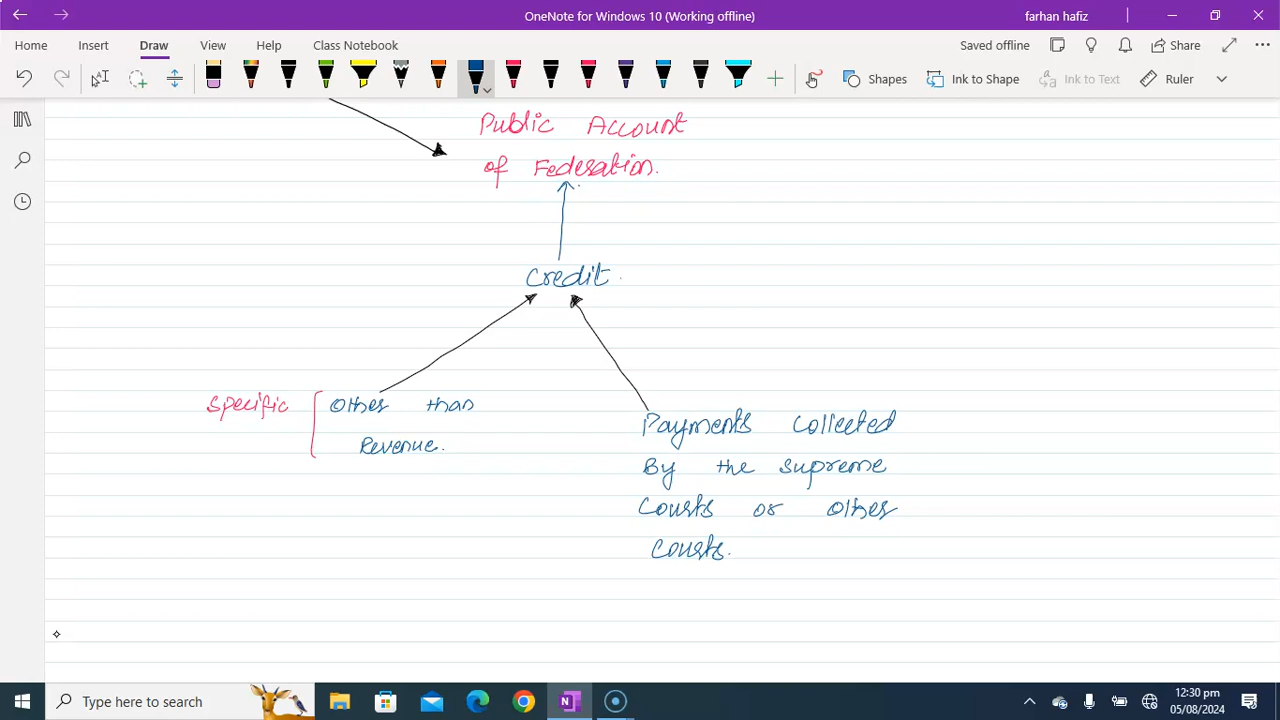 OneNote for Windows 10 (Working offline)
farhan hafiz
Home Insert Draw View Help Class Notebook
Saved offline
Share
Shapes
Ink to Shape
Ink to Text
Ruler
Public Account
of Federation.
Credit.
Specific
Other than
Revenue.
Payments Collected
By the Supreme
Courts or other
Courts.
Type here to search
12:30 pm
05/08/2024